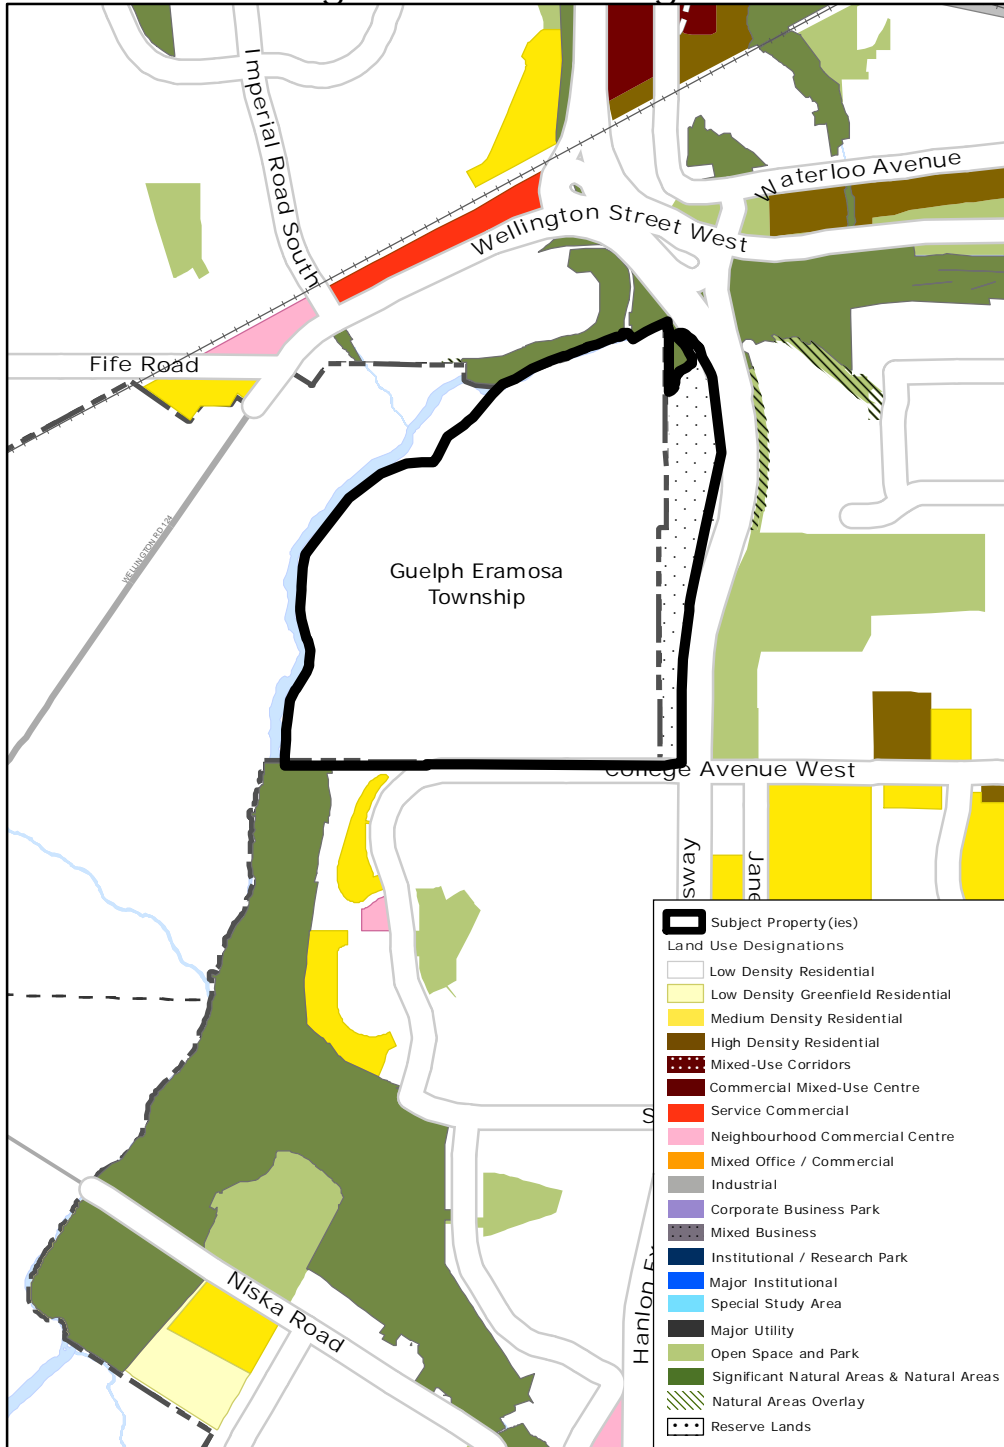 Imperial Road South
Waterloo Avenue
Wellington Street West
Fife Road
WELLINGTON RD 124
Guelph Eramosa
Township
College Avenue West
sway
Jane
S
Hanlon Ex
Niska Road
Subject Property(ies)
Land Use Designations
Low Density Residential
Low Density Greenfield Residential
Medium Density Residential
High Density Residential
Mixed-Use Corridors
Commercial Mixed-Use Centre
Service Commercial
Neighbourhood Commercial Centre
Mixed Office / Commercial
Industrial
Corporate Business Park
Mixed Business
Institutional / Research Park
Major Institutional
Special Study Area
Major Utility
Open Space and Park
Significant Natural Areas & Natural Areas
Natural Areas Overlay
Reserve Lands